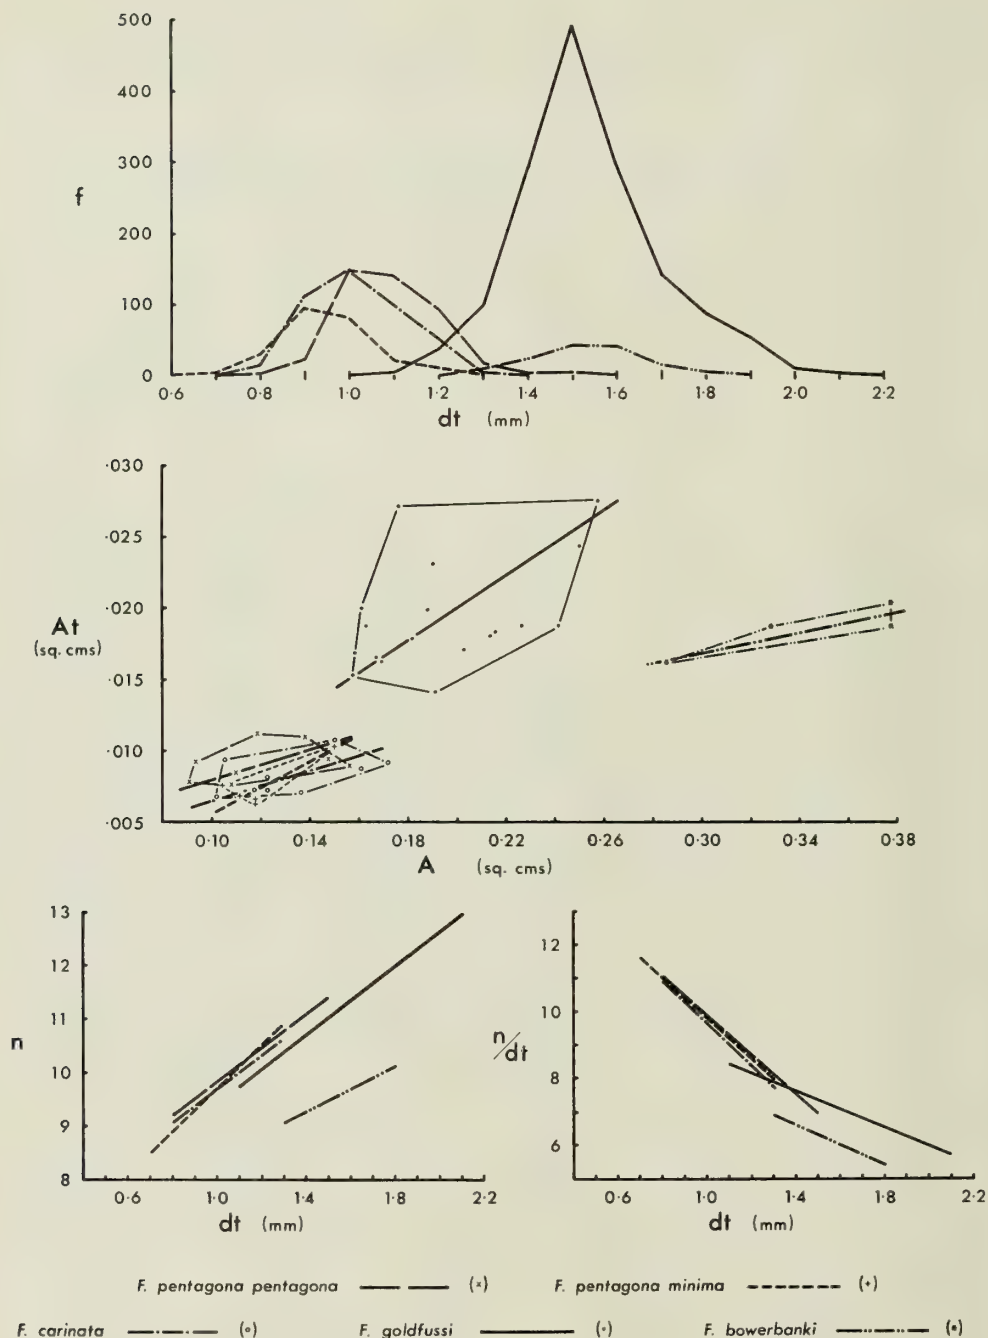 500
400
300
f
200
100
0
0·6 0·8 1·0 1·2 1·4 1·6 1·8 2·0 2·2
dt (mm)
·030
·025
At ·020
(sq. cms)
·015
·010
·005
0·10 0·14 0·18 0·22 0·26 0·30 0·34 0·38
A (sq. cms)
13
12
11
n
10
9
8
0·6 1·0 1·4 1·8 2·2
dt (mm)
12
10
n/dt
8
6
0·6 1·0 1·4 1·8 2·2
dt (mm)
F. pentagona pentagona (×) F. pentagona minima (+)
F. carinata (o) F. goldfussi (·) F. bowerbanki (•)